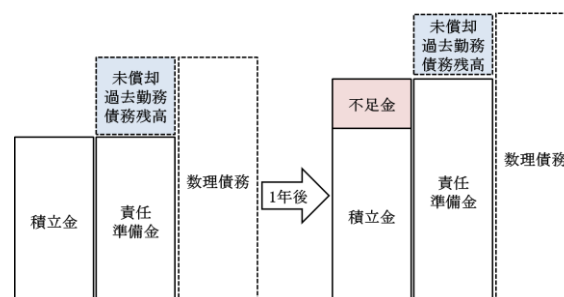 未償却
過去勤務
債務残高
積立金
責任
準備金
数理債務
1年後
未償却
過去勤務
債務残高
不足金
積立金
責任
準備金
数理債務